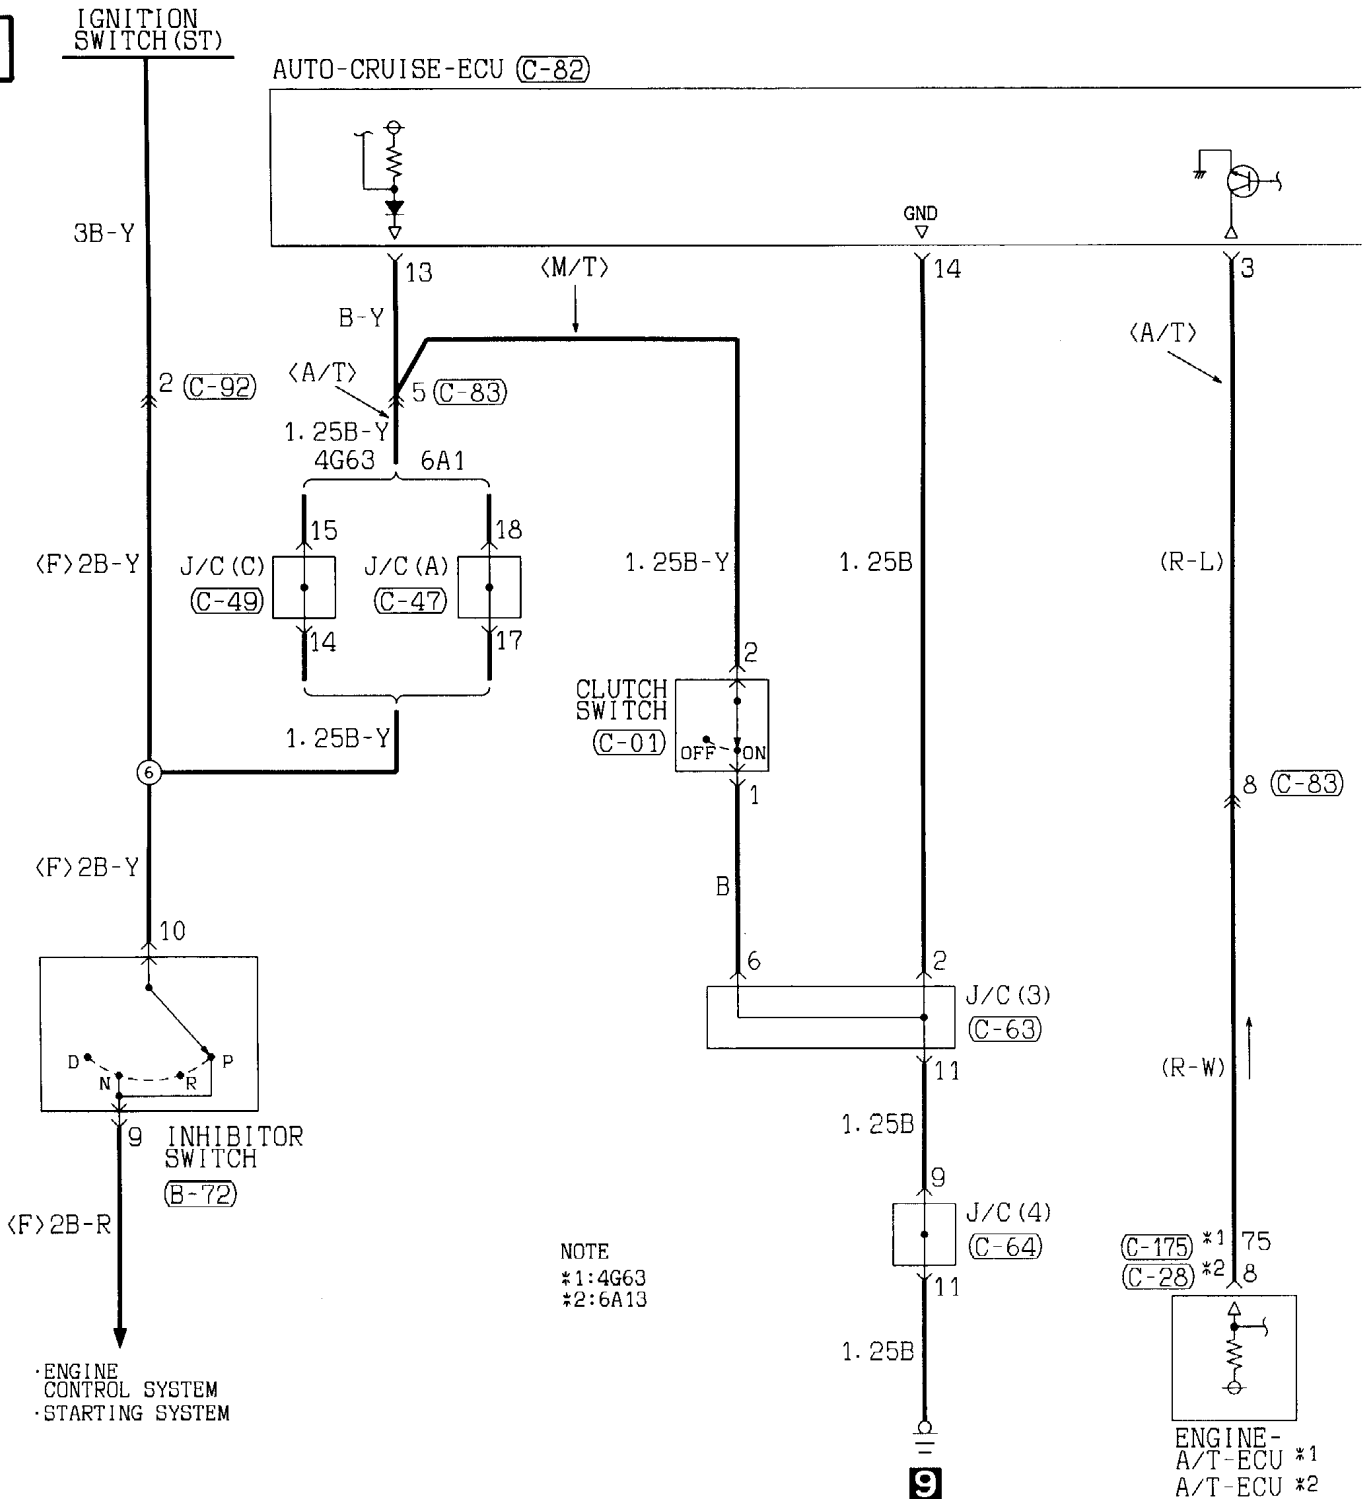 IGNITION
SWITCH(ST)
AUTO-CRUISE-ECU (C-82)
GND
3B-Y
13
〈M/T〉
14
3
B-Y
〈A/T〉
〈A/T〉
2 (C-92)
5 (C-83)
1.25B-Y
4G63 6A1
15
18
〈F〉2B-Y
J/C(C)
(C-49)
J/C(A)
(C-47)
1.25B-Y
1.25B
(R-L)
14
17
2
CLUTCH
SWITCH
(C-01)
OFF ON
1.25B-Y
6
1
8 (C-83)
〈F〉2B-Y
B
10
6
2
J/C(3)
(C-63)
D
N
R
P
11
(R-W)
9
INHIBITOR
SWITCH
(B-72)
1.25B
9
〈F〉2B-R
J/C(4)
(C-64)
NOTE
*1:4G63
*2:6A13
(C-175) *1 75
(C-28) *2 8
11
1.25B
·ENGINE
CONTROL SYSTEM
·STARTING SYSTEM
9
ENGINE-
A/T-ECU *1
A/T-ECU *2